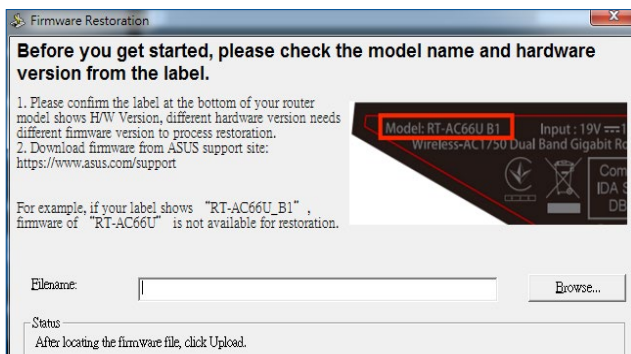 Firmware Restoration
Before you get started, please check the model name and hardware
version from the label.
1. Please confirm the label at the bottom of your router
model shows H/W Version, different hardware version needs
different firmware version to process restoration.
2. Download firmware from ASUS support site:
https://www.asus.com/support
For example, if your label shows “RT-AC66U_B1”,
firmware of “RT-AC66U” is not available for restoration.
Model: RT-AC66U B1 Input : 19V
Wireless-AC1750 Dual Band Gigabit Ro
Com
IDA S
DB
Filename:
Browse...
Status
After locating the firmware file, click Upload.